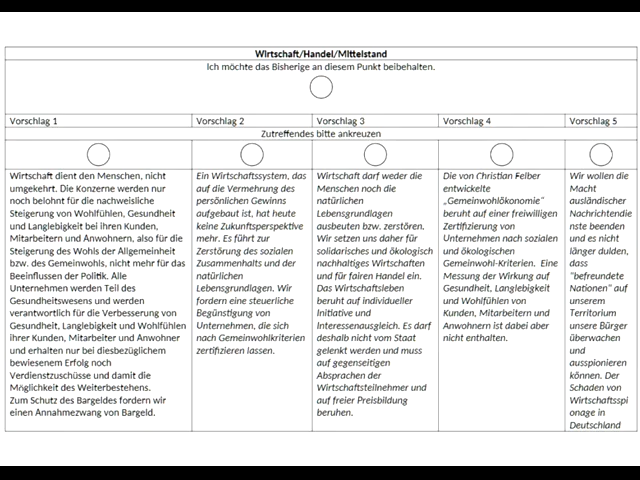 Wirtschaft/Handel/Mittelstand
Ich möchte das Bisherige an diesem Punkt beibehalten.
Vorschlag 1
Vorschlag 2
Vorschlag 3
Vorschlag 4
Vorschlag 5
Zutreffendes bitte ankreuzen
Wirtschaft dient den Menschen, nicht
umgekehrt. Die Konzerne werden nur
noch belohnt für die nachweisliche
Steigerung von Wohlfühlen, Gesundheit
und Langlebigkeit bei ihren Kunden,
Mitarbeitern und Anwohnern, also für die
Steigerung des Wohls der Allgemeinheit
bzw. des Gemeinwohls, nicht mehr für das
Beeinflussen der Politik. Alle
Unternehmen werden Teil des
Gesundheitswesens und werden
verantwortlich für die Verbesserung von
Gesundheit, Langlebigkeit und Wohlfühlen
ihrer Kunden, Mitarbeiter und Anwohner
und erhalten nur bei diesbezüglichem
bewiesenem Erfolg noch
Verdienstzuschüsse und damit die
Möglichkeit des Weiterbestehens.
Zum Schutz des Bargeldes fordern wir
einen Annahmezwang von Bargeld.
Ein Wirtschaftssystem, das
auf die Vermehrung des
persönlichen Gewinns
aufgebaut ist, hat heute
keine Zukunftsperspektive
mehr. Es führt zur
Zerstörung des sozialen
Zusammenhalts und der
natürlichen
Lebensgrundlagen. Wir
fordern eine steuerliche
Begünstigung von
Unternehmen, die sich
nach Gemeinwohlkriterien
zertifizieren lassen.
Wirtschaft darf weder die
Menschen noch die
natürlichen
Lebensgrundlagen
ausbeuten bzw. zerstören.
Wir setzen uns daher für
solidarisches und ökologisch
nachhaltiges Wirtschaften
und für fairen Handel ein.
Das Wirtschaftsleben
beruht auf individueller
Initiative und
Interessenausgleich. Es darf
deshalb nicht vom Staat
gelenkt werden und muss
auf gegenseitigen
Absprachen der
Wirtschaftsteilnehmer und
auf freier Preisbildung
beruhen.
Die von Christian Felber
entwickelte
„Gemeinwohlökonomie“
beruht auf einer freiwilligen
Zertifizierung von
Unternehmen nach sozialen
und ökologischen
Gemeinwohl-Kriterien. Eine
Messung der Wirkung auf
Gesundheit, Langlebigkeit
und Wohlfühlen von
Kunden, Mitarbeitern und
Anwohnern ist dabei aber
nicht enthalten.
Wir wollen die
Macht
ausländischer
Nachrichtendie
nste beenden
und es nicht
länger dulden,
dass
"befreundete
Nationen" auf
unserem
Territorium
unsere Bürger
überwachen
und
ausspionieren
können. Der
Schaden von
Wirtschaftsspi
onage in
Deutschland